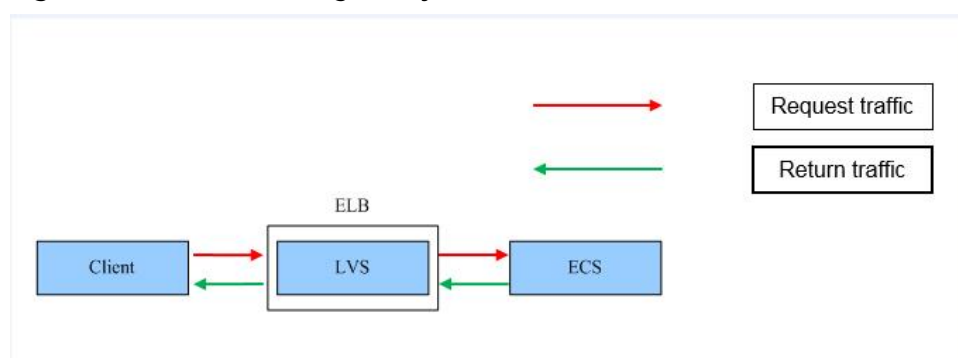 Request traffic
Return traffic
ELB
Client
LVS
ECS